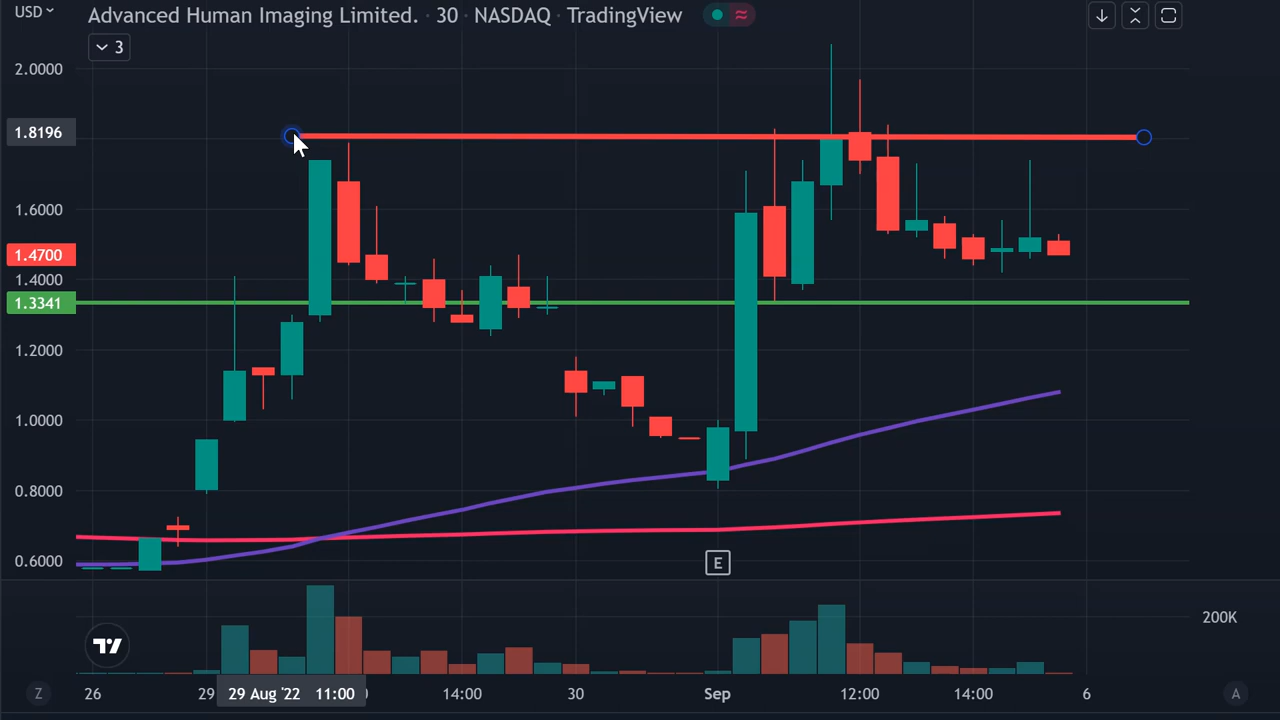 USD
Advanced Human Imaging Limited. · 30 · NASDAQ · TradingView
3
2.0000
1.8196
1.6000
1.4700
1.4000
1.3341
1.2000
1.0000
0.8000
0.6000
E
200K
Z 26 29 29 Aug '22 11:00 14:00 30 Sep 12:00 14:00 6 A